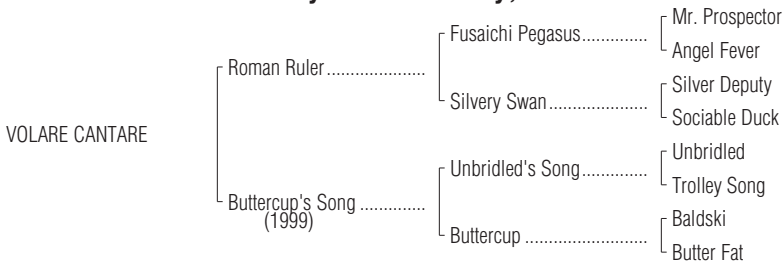 Mr. Prospector
Fusaichi Pegasus..............
Angel Fever
Roman Ruler.....................
Silver Deputy
Silvery Swan.....................
Sociable Duck
VOLARE CANTARE
Unbridled
Unbridled's Song..............
Trolley Song
Buttercup's Song ..............
(1999)
Baldski
Buttercup ..........................
Butter Fat